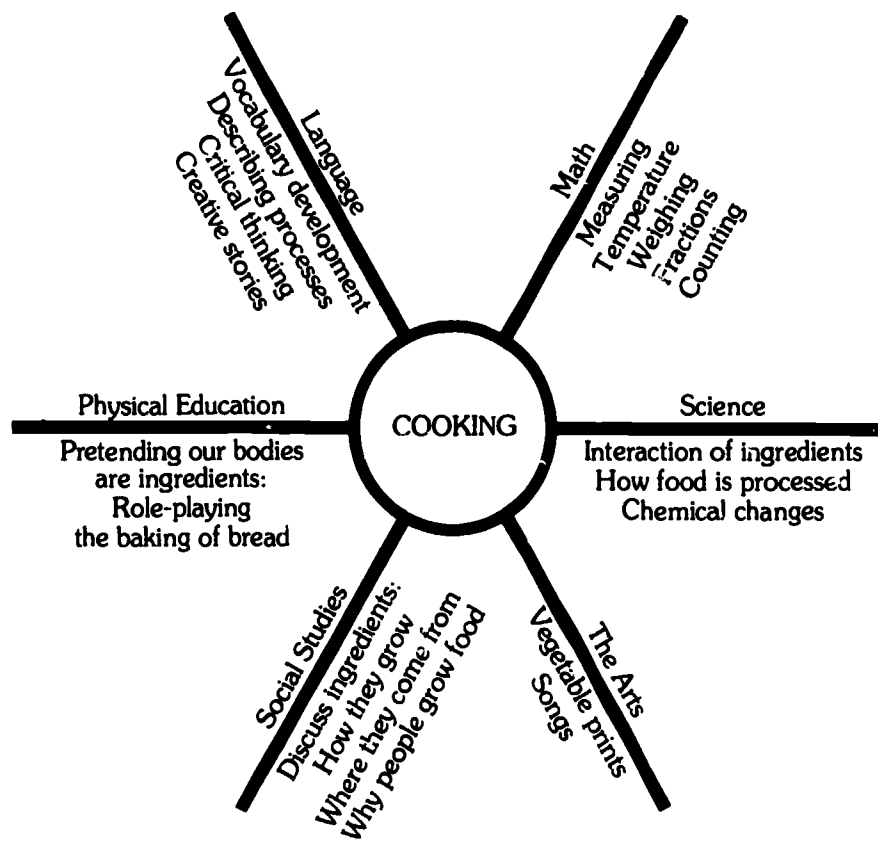 Language
Vocabulary development
Describing processes
Critical thinking
Creative stories
Math
Measuring
Temperature
Weighing
Fractions
Counting
Physical Education
Pretending our bodies
are ingredients:
Role-playing
the baking of bread
COOKING
Science
Interaction of ingredients
How food is processed
Chemical changes
Social Studies
Discuss ingredients:
How they grow
Where they come from
Why people grow food
The Arts
Vegetable prints
Songs